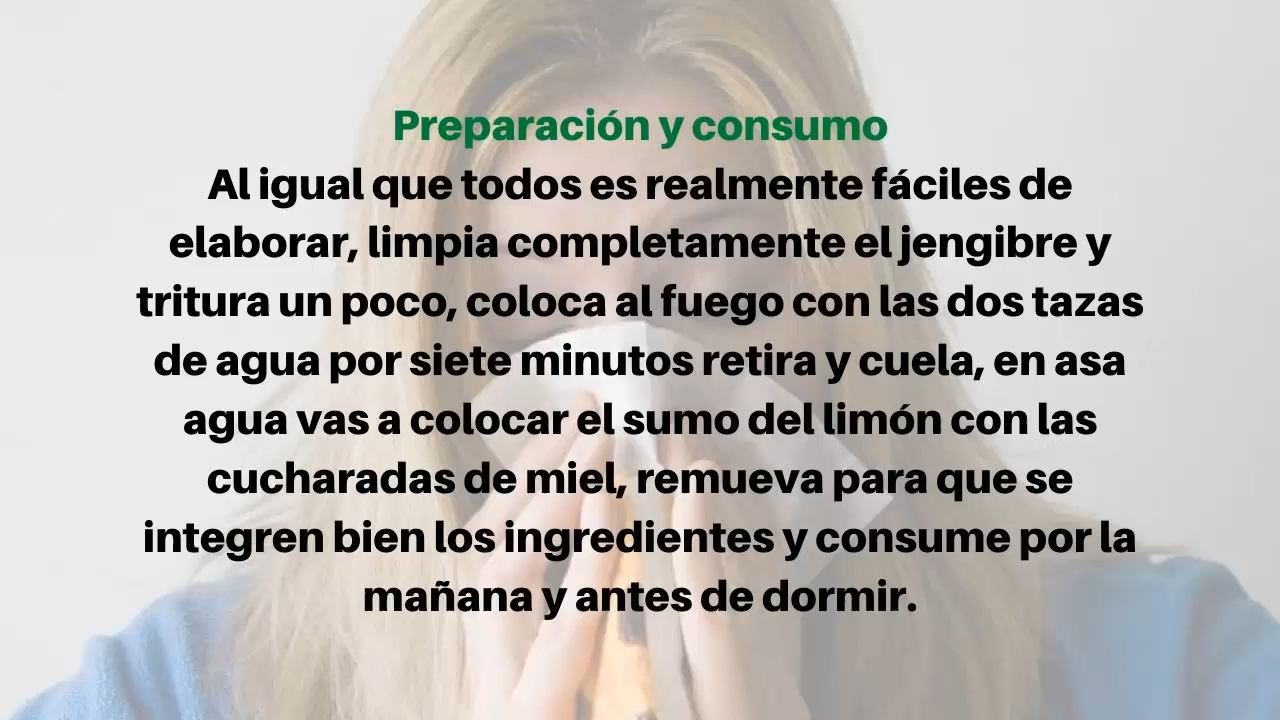 Preparación y consumo
Al igual que todos es realmente fáciles de
elaborar, limpia completamente el jengibre y
tritura un poco, coloca al fuego con las dos tazas
de agua por siete minutos retira y cuela, en asa
agua vas a colocar el sumo del limón con las
cucharadas de miel, remueva para que se
integren bien los ingredientes y consume por la
mañana y antes de dormir.